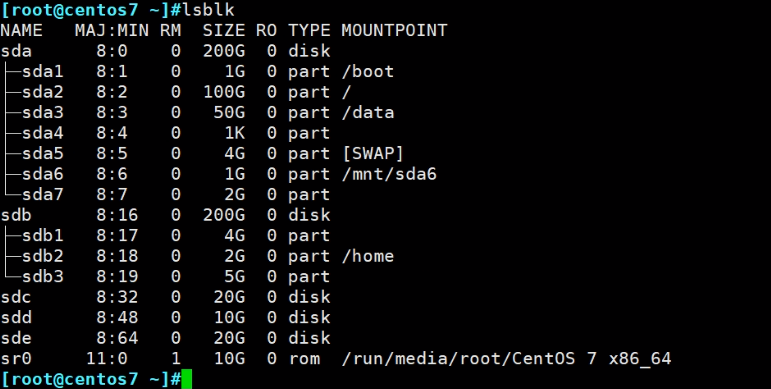 [root@centos7 ~]#lsblk
NAME   MAJ:MIN RM  SIZE RO TYPE MOUNTPOINT
sda      8:0    0  200G  0 disk
├─sda1   8:1    0    1G  0 part /boot
├─sda2   8:2    0  100G  0 part /
├─sda3   8:3    0   50G  0 part /data
├─sda4   8:4    0    1K  0 part
├─sda5   8:5    0    4G  0 part [SWAP]
├─sda6   8:6    0    1G  0 part /mnt/sda6
└─sda7   8:7    0    2G  0 part
sdb      8:16   0  200G  0 disk
├─sdb1   8:17   0    4G  0 part
├─sdb2   8:18   0    2G  0 part /home
└─sdb3   8:19   0    5G  0 part
sdc      8:32   0   20G  0 disk
sdd      8:48   0   10G  0 disk
sde      8:64   0   20G  0 disk
sr0     11:0    1   10G  0 rom  /run/media/root/CentOS 7 x86_64
[root@centos7 ~]#